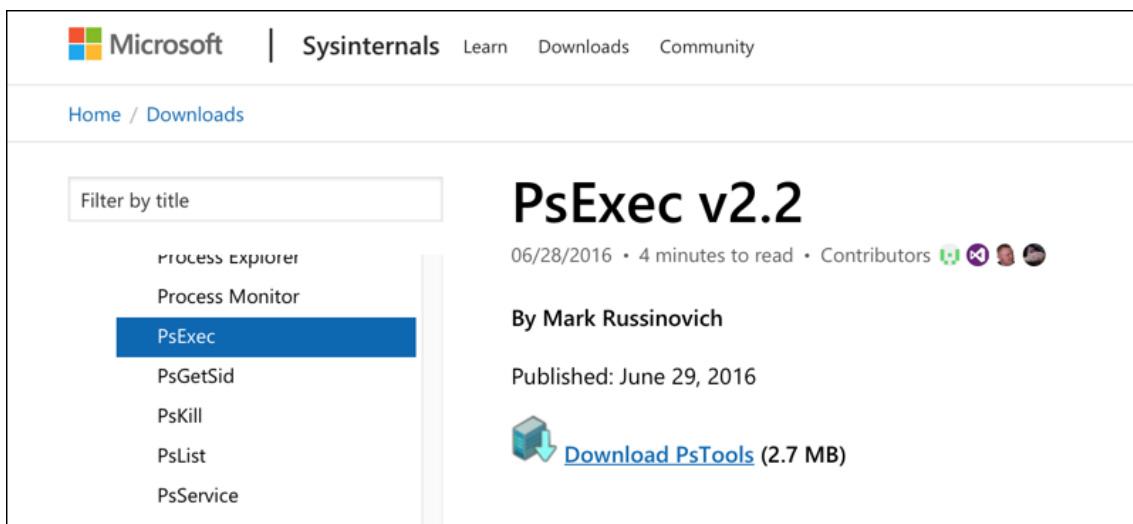 Microsoft | Sysinternals Learn Downloads Community
Home / Downloads
Filter by title
Process Explorer
Process Monitor
PsExec
PsGetSid
PsKill
PsList
PsService
PsExec v2.2
06/28/2016 • 4 minutes to read • Contributors
By Mark Russinovich
Published: June 29, 2016
Download PsTools (2.7 MB)